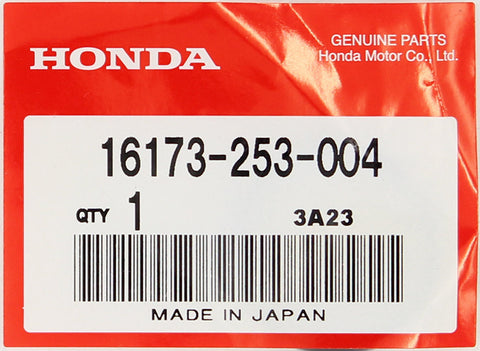 HONDA
GENUINE PARTS
Honda Motor Co., Ltd.
16173-253-004
QTY 1 3A23
MADE IN JAPAN